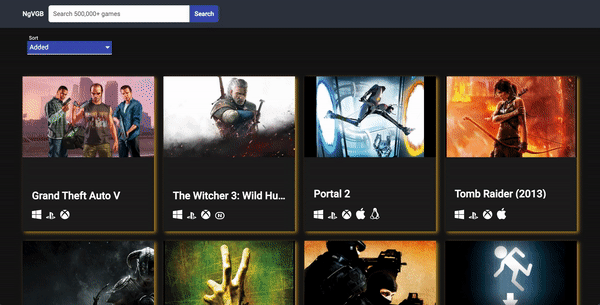 NgVGB Search 500,000+ games Search
Sort
Added
Grand Theft Auto V
The Witcher 3: Wild Hu...
Portal 2
Tomb Raider (2013)